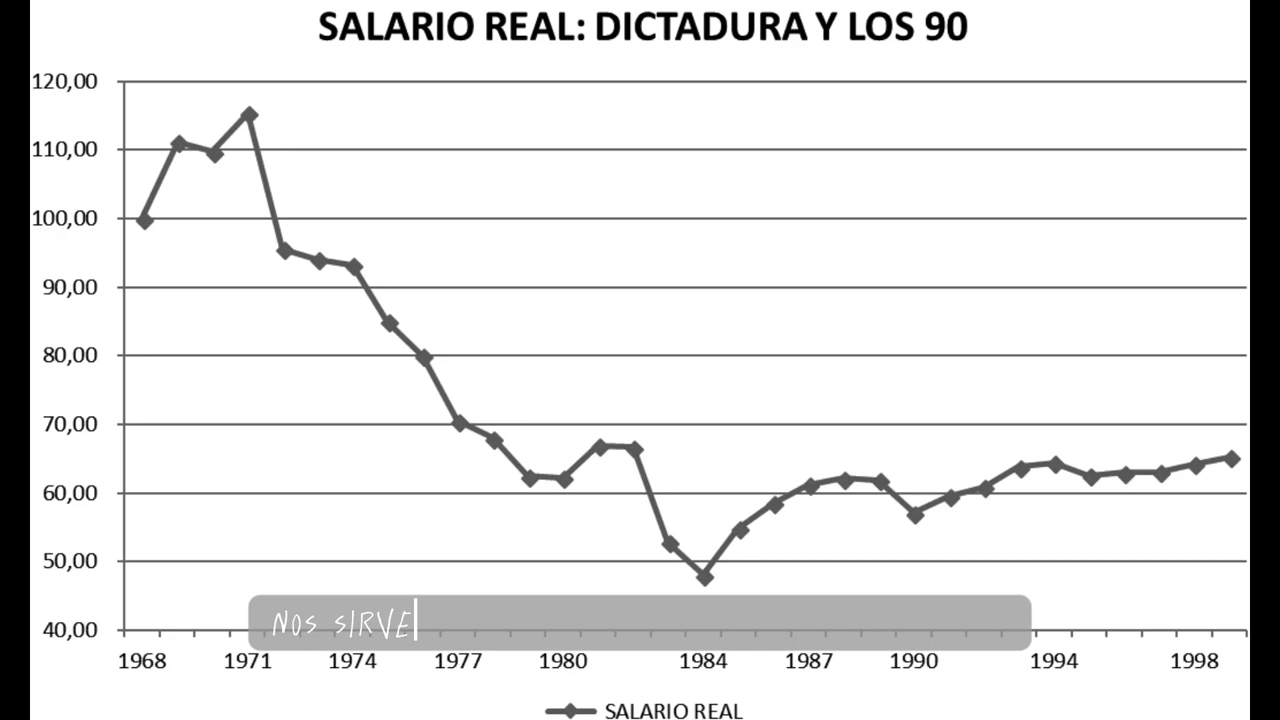 SALARIO REAL: DICTADURA Y LOS 90
120,00
110,00
100,00
90,00
80,00
70,00
60,00
50,00
40,00
NOS SIRVE
1968 1971 1974 1977 1980 1984 1987 1990 1994 1998
SALARIO REAL